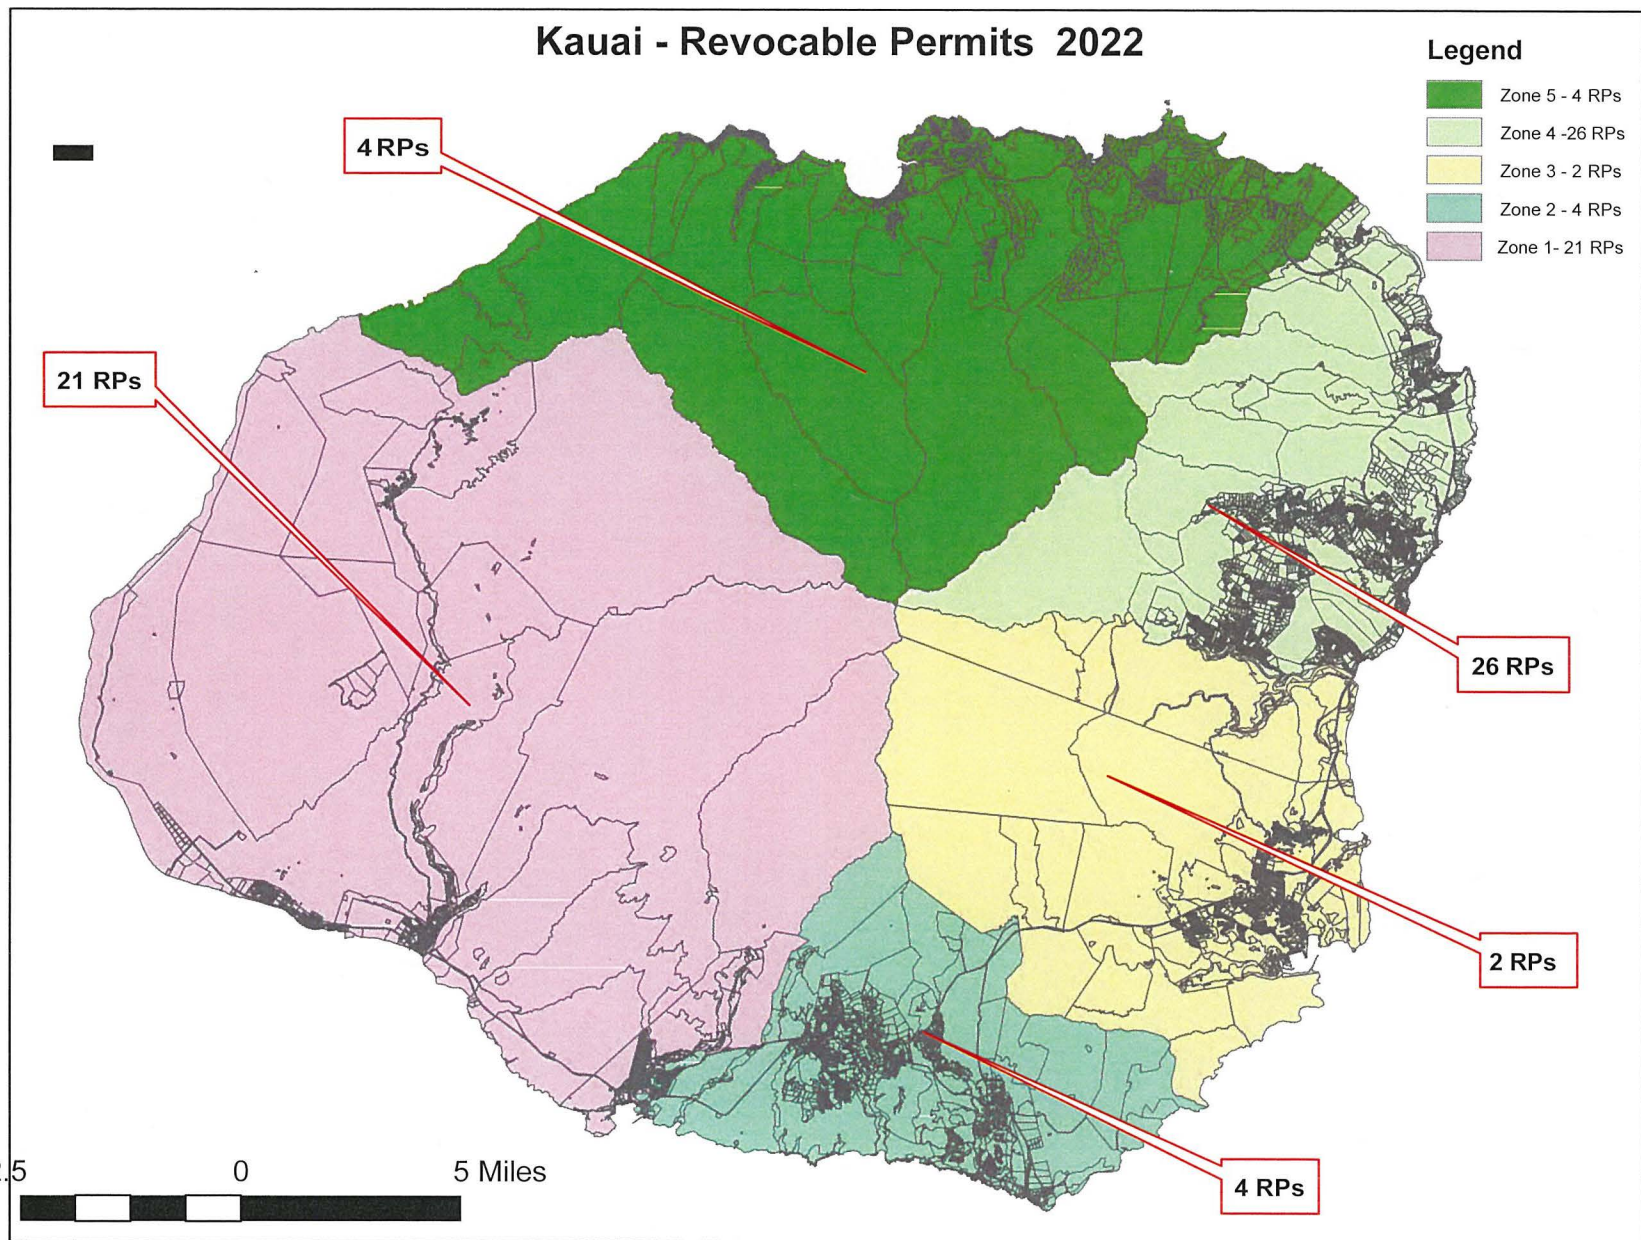 Kauai - Revocable Permits 2022
Legend
Zone 5 - 4 RPs
Zone 4 -26 RPs
Zone 3 - 2 RPs
Zone 2 - 4 RPs
Zone 1- 21 RPs
4 RPs
21 RPs
26 RPs
2 RPs
4 RPs
.5 0 5 Miles